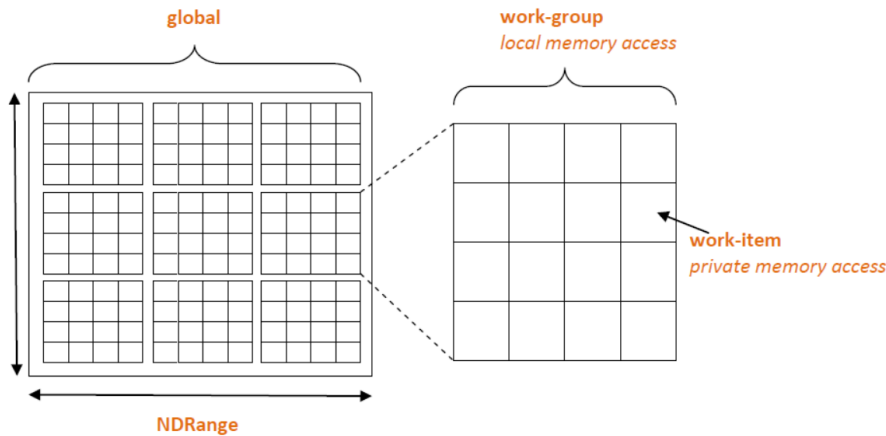 global
work-group
local memory access
work-item
private memory access
NDRange